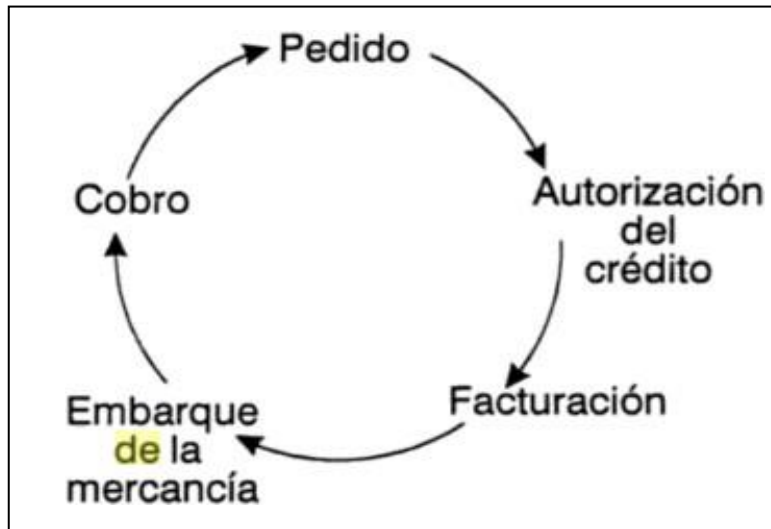 Pedido
Autorización
del
crédito
Facturación
Embarque
de la
mercancía
Cobro